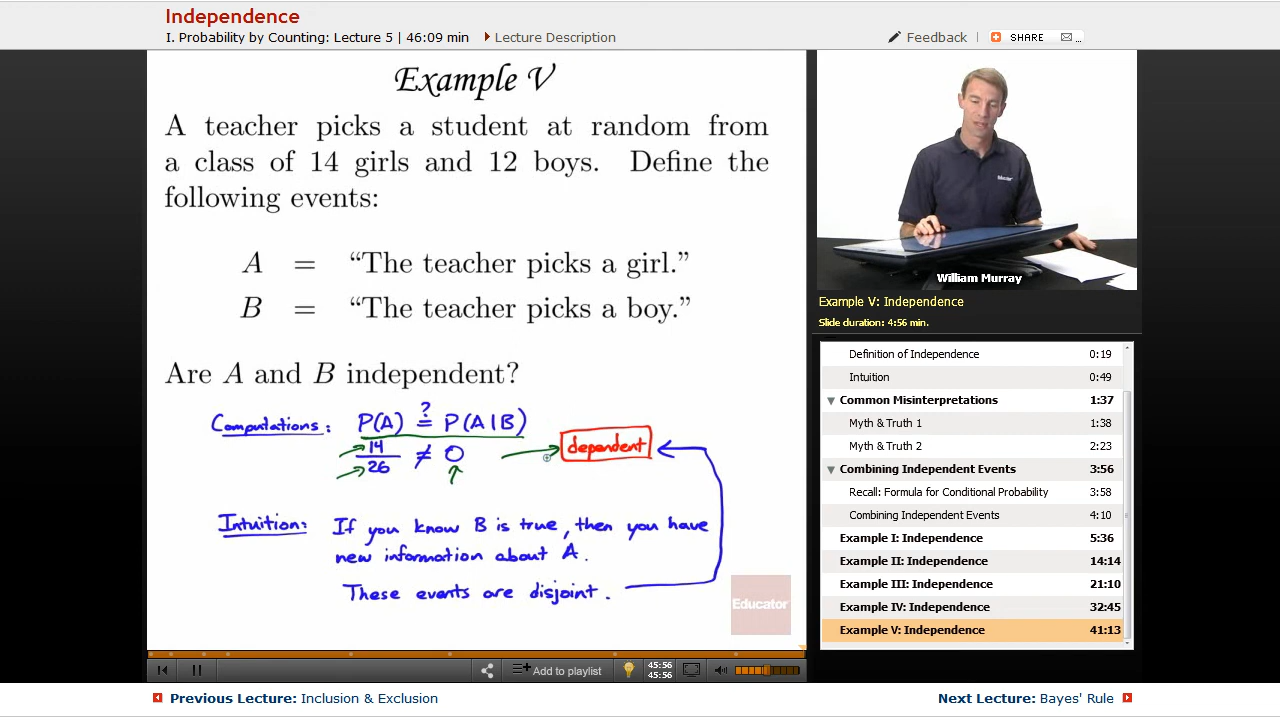 Independence
I. Probability by Counting: Lecture 5 | 46:09 min
Lecture Description
Feedback
SHARE
Example V
A teacher picks a student at random from
a class of 14 girls and 12 boys. Define the
following events:
A = “The teacher picks a girl.”
B = “The teacher picks a boy.”
Are A and B independent?
Computations: P(A) ?= P(A|B)
14/26 ≠ 0
dependent
Intuition: If you know B is true, then you have
new information about A.
These events are disjoint.
Educator
Educator
William Murray
Example V: Independence
Slide duration: 4:56 min.
Definition of Independence 0:19
Intuition 0:49
Common Misinterpretations 1:37
Myth & Truth 1 1:38
Myth & Truth 2 2:23
Combining Independent Events 3:56
Recall: Formula for Conditional Probability 3:58
Combining Independent Events 4:10
Example I: Independence 5:36
Example II: Independence 14:14
Example III: Independence 21:10
Example IV: Independence 32:45
Example V: Independence 41:13
Add to playlist
45:56
45:56
Previous Lecture: Inclusion & Exclusion
Next Lecture: Bayes' Rule